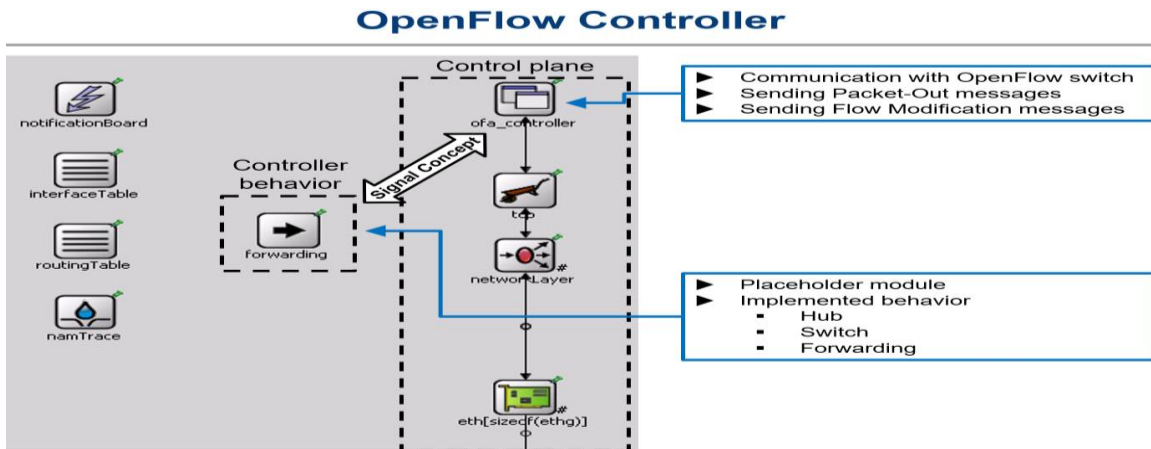 OpenFlow Controller
Control plane
notificationBoard
ofa_controller
► Communication with OpenFlow switch
► Sending Packet-Out messages
► Sending Flow Modification messages
Signal Concept
Controller
behavior
interfaceTable
tcp
forwarding
routingTable
networkLayer
#
► Placeholder module
► Implemented behavior
▪ Hub
▪ Switch
▪ Forwarding
namTrace
#
eth[sizeof(ethg)]